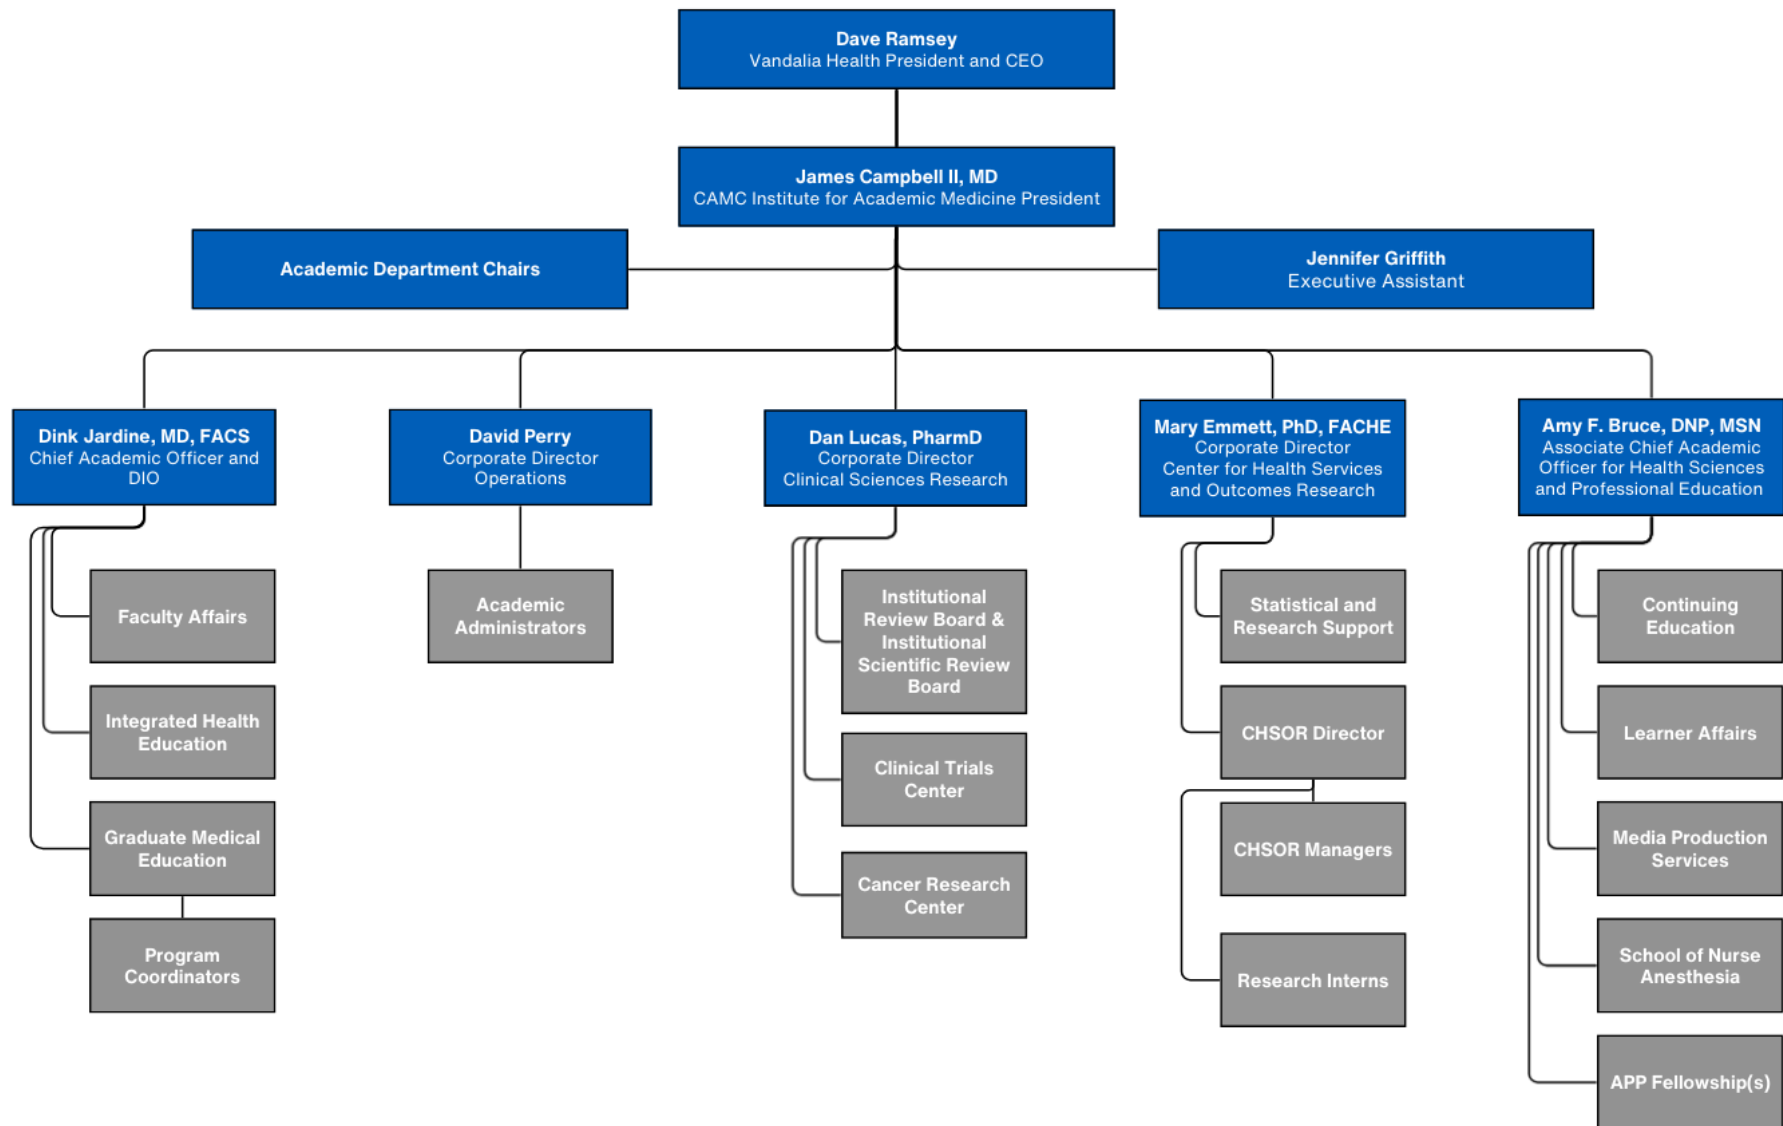 Dave Ramsey
Vandalia Health President and CEO
James Campbell II, MD
CAMC Institute for Academic Medicine President
Academic Department Chairs
Jennifer Griffith
Executive Assistant
Dink Jardine, MD, FACS
Chief Academic Officer and
DIO
Faculty Affairs
Integrated Health
Education
Graduate Medical
Education
Program
Coordinators
David Perry
Corporate Director
Operations
Academic
Administrators
Dan Lucas, PharmD
Corporate Director
Clinical Sciences Research
Institutional
Review Board &
Institutional
Scientific Review
Board
Clinical Trials
Center
Cancer Research
Center
Mary Emmett, PhD, FACHE
Corporate Director
Center for Health Services
and Outcomes Research
Statistical and
Research Support
CHSOR Director
CHSOR Managers
Research Interns
Amy F. Bruce, DNP, MSN
Associate Chief Academic
Officer for Health Sciences
and Professional Education
Continuing
Education
Learner Affairs
Media Production
Services
School of Nurse
Anesthesia
APP Fellowship(s)